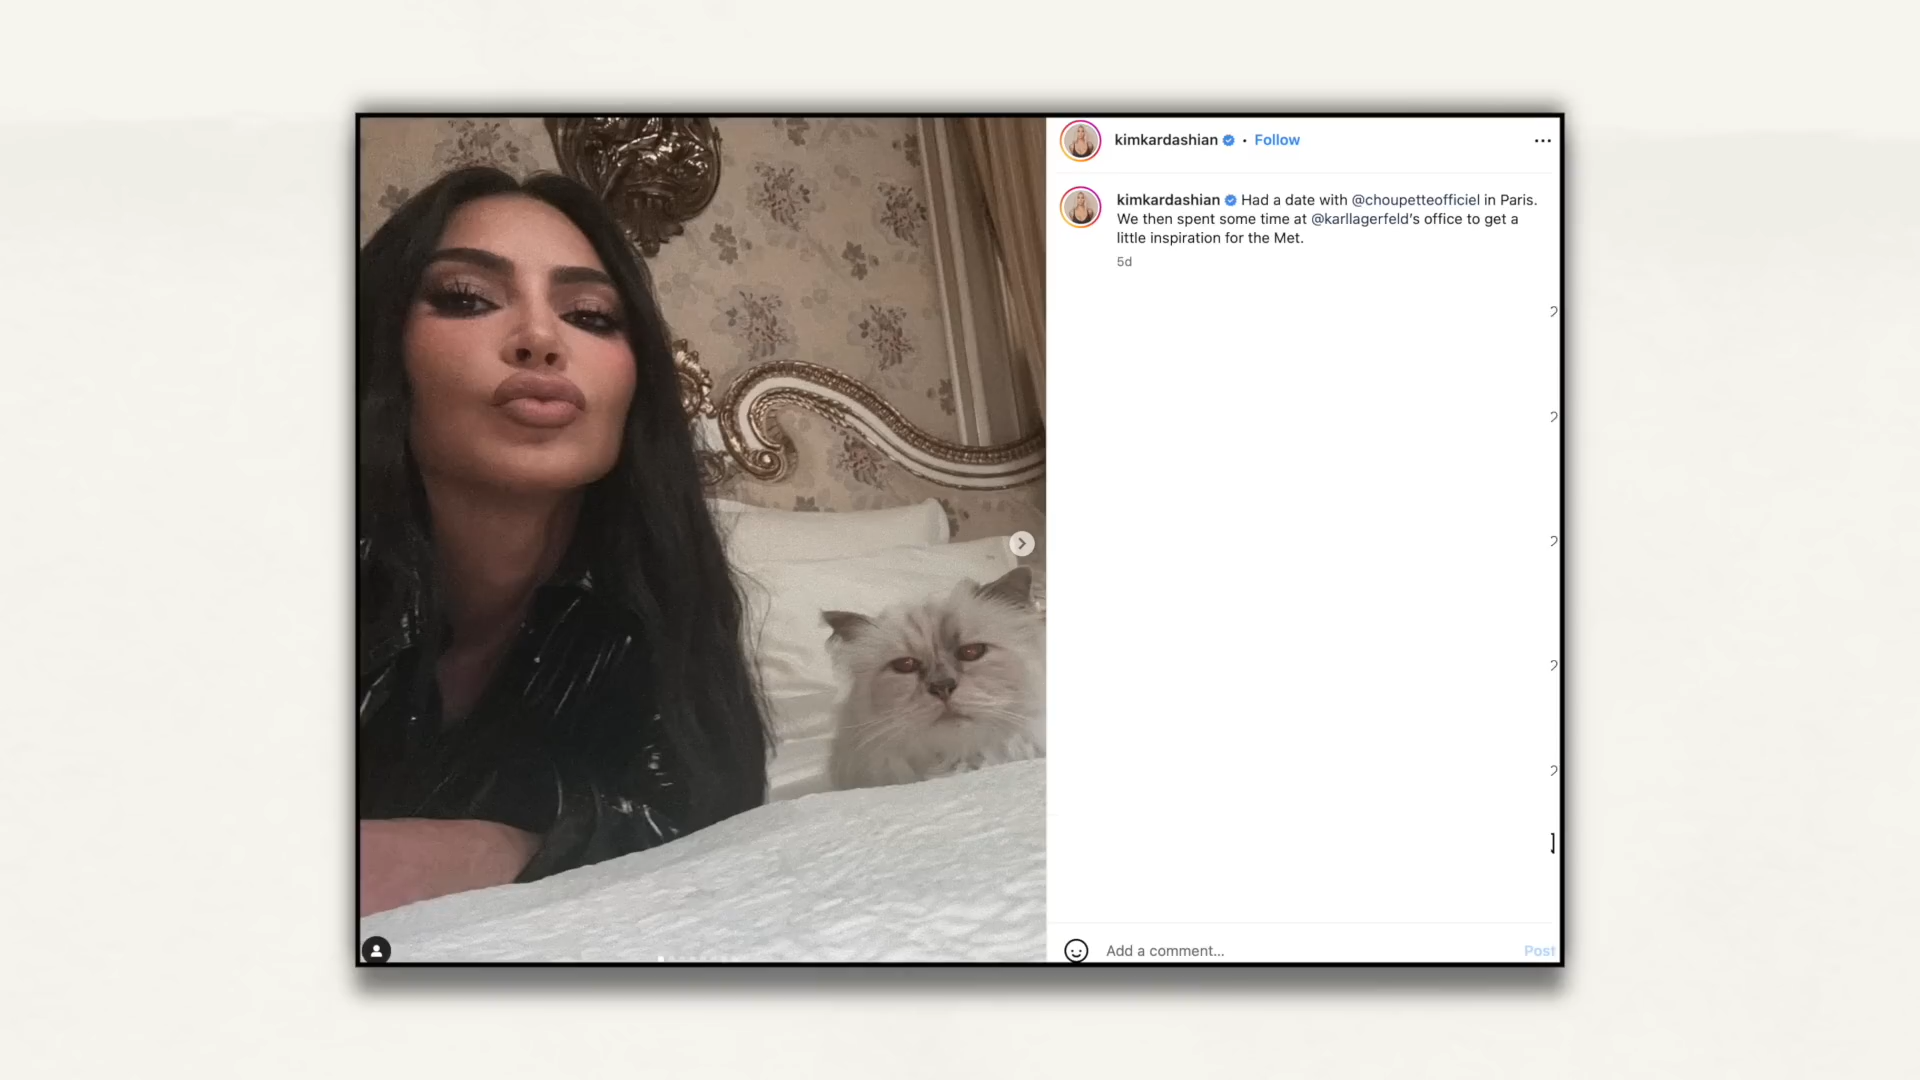 kimkardashian • Follow
kimkardashian Had a date with @choupetteofficiel in Paris.
We then spent some time at @karllagerfeld's office to get a
little inspiration for the Met.
5d
Add a comment... Post